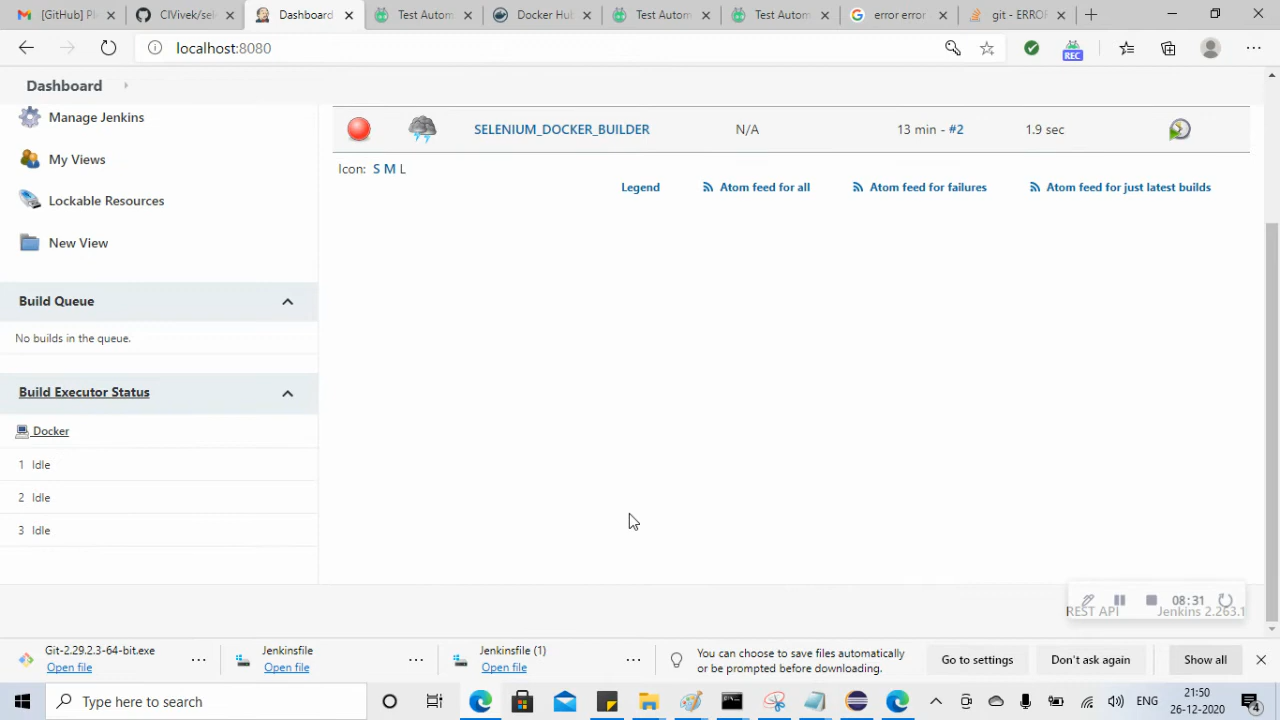 [GitHub] Pl
CIVivek/sel
Dashboard
Test Autom
Docker Hub
Test Autom
Test Autom
error error
git - ERRO
localhost:8080
REC
Dashboard
Manage Jenkins
My Views
Lockable Resources
New View
Build Queue
No builds in the queue.
Build Executor Status
Docker
1 Idle
2 Idle
3 Idle
SELENIUM_DOCKER_BUILDER N/A 13 min - #2 1.9 sec
Icon: S M L
Legend Atom feed for all Atom feed for failures Atom feed for just latest builds
08:31
REST API Jenkins 2.263.1
Git-2.29.2.3-64-bit.exe
Open file
Jenkinsfile
Open file
Jenkinsfile (1)
Open file
You can choose to save files automatically
or be prompted before downloading.
Go to settings
Don't ask again
Show all
Type here to search
ENG
21:50
26-12-2020
4